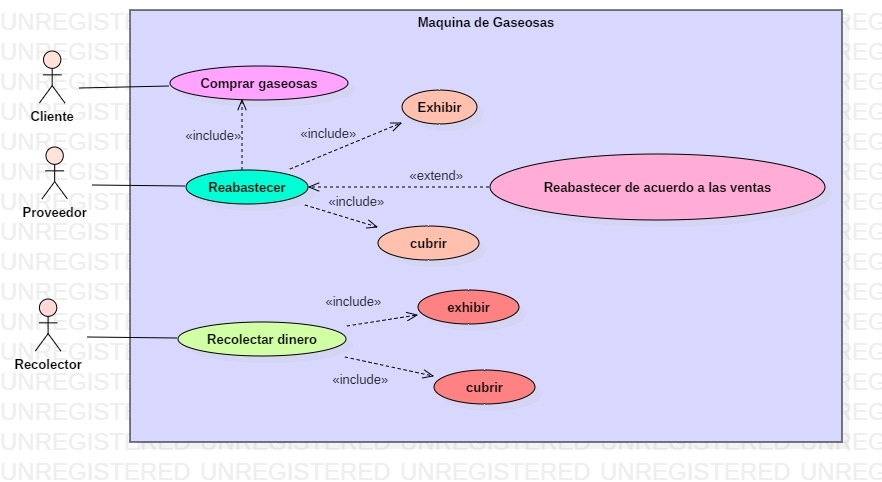 Maquina de Gaseosas
Cliente
Comprar gaseosas
Exhibir
«include»
«include»
Proveedor
Reabastecer
«extend»
Reabastecer de acuerdo a las ventas
«include»
cubrir
Recolector
Recolectar dinero
«include»
exhibir
«include»
cubrir
UNREGISTERED UNREGISTERED UNREGISTERED UNREGISTERED UNREG